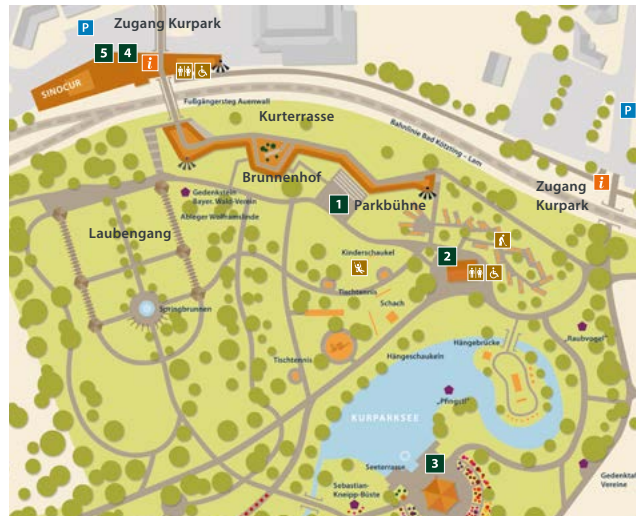 Zugang Kurpark
P
5 4
i
SINOCUR
Fußgängersteg Auenwall
Kurterrasse
Bahnlinie Bad Kötzting - Lam
P
i
Zugang
Kurpark
Brunnenhof
Gedenkstein
Bayer. Wald-Verein
Ableger Wolframslinde
1
Parkbühne
Laubengang
Kinderschaukel
2
Tischtennis
Schach
Springbrunnen
Tischtennis
Hängeschaukeln
Hängebrücke
„Raubvogel"
„Pfingstl"
KURPARKSEE
Seeterrasse
3
Sebastian-
Kneipp-Büste
Gedenkta
Vereine